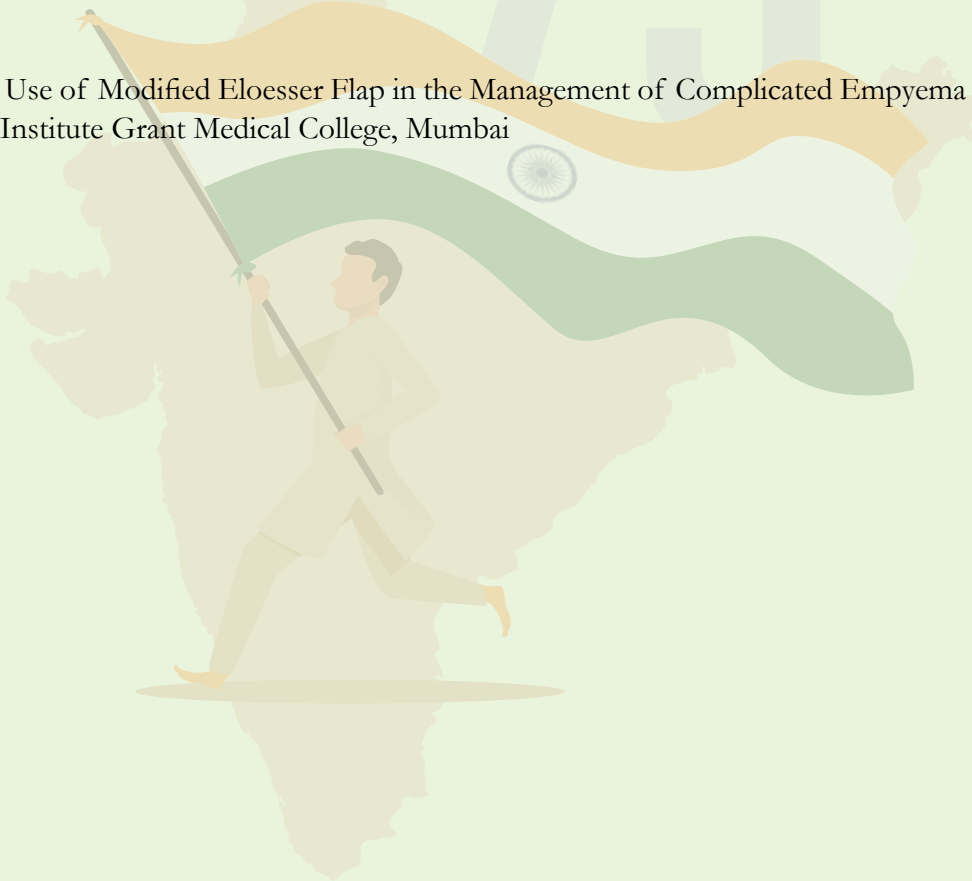 Use of Modified Eloesser Flap in the Management of Complicated Empyema
Institute Grant Medical College, Mumbai